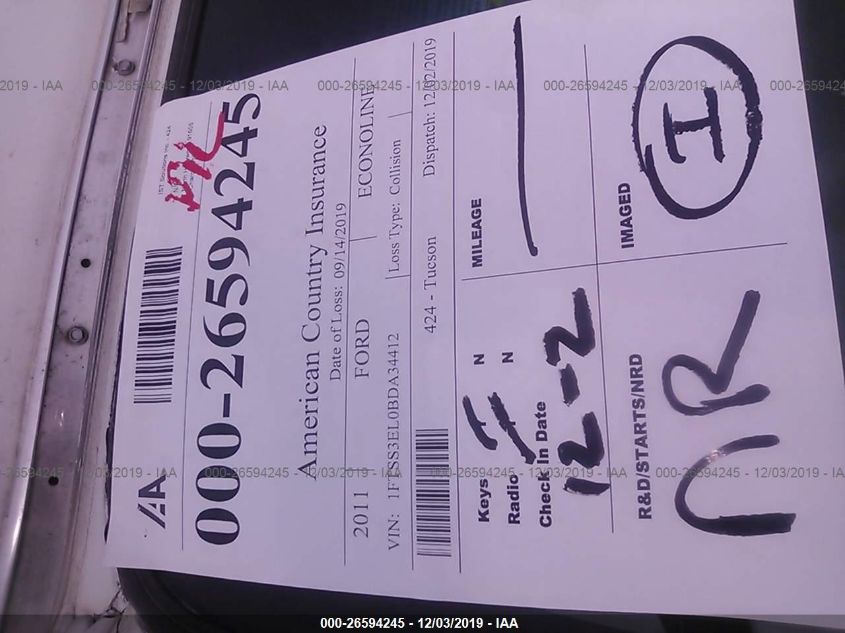 IAA
000-26594245
American Country Insurance
Date of Loss: 09/14/2019
2011 FORD ECONOLINE
Loss Type: Collision
424 - Tucson Dispatch: 12/02/2019
Keys N
Radio N
Check In Date
12-2
MILEAGE
R&D/STARTS/NRD
NR
IMAGED
I
000-26594245 - 12/03/2019 - IAA